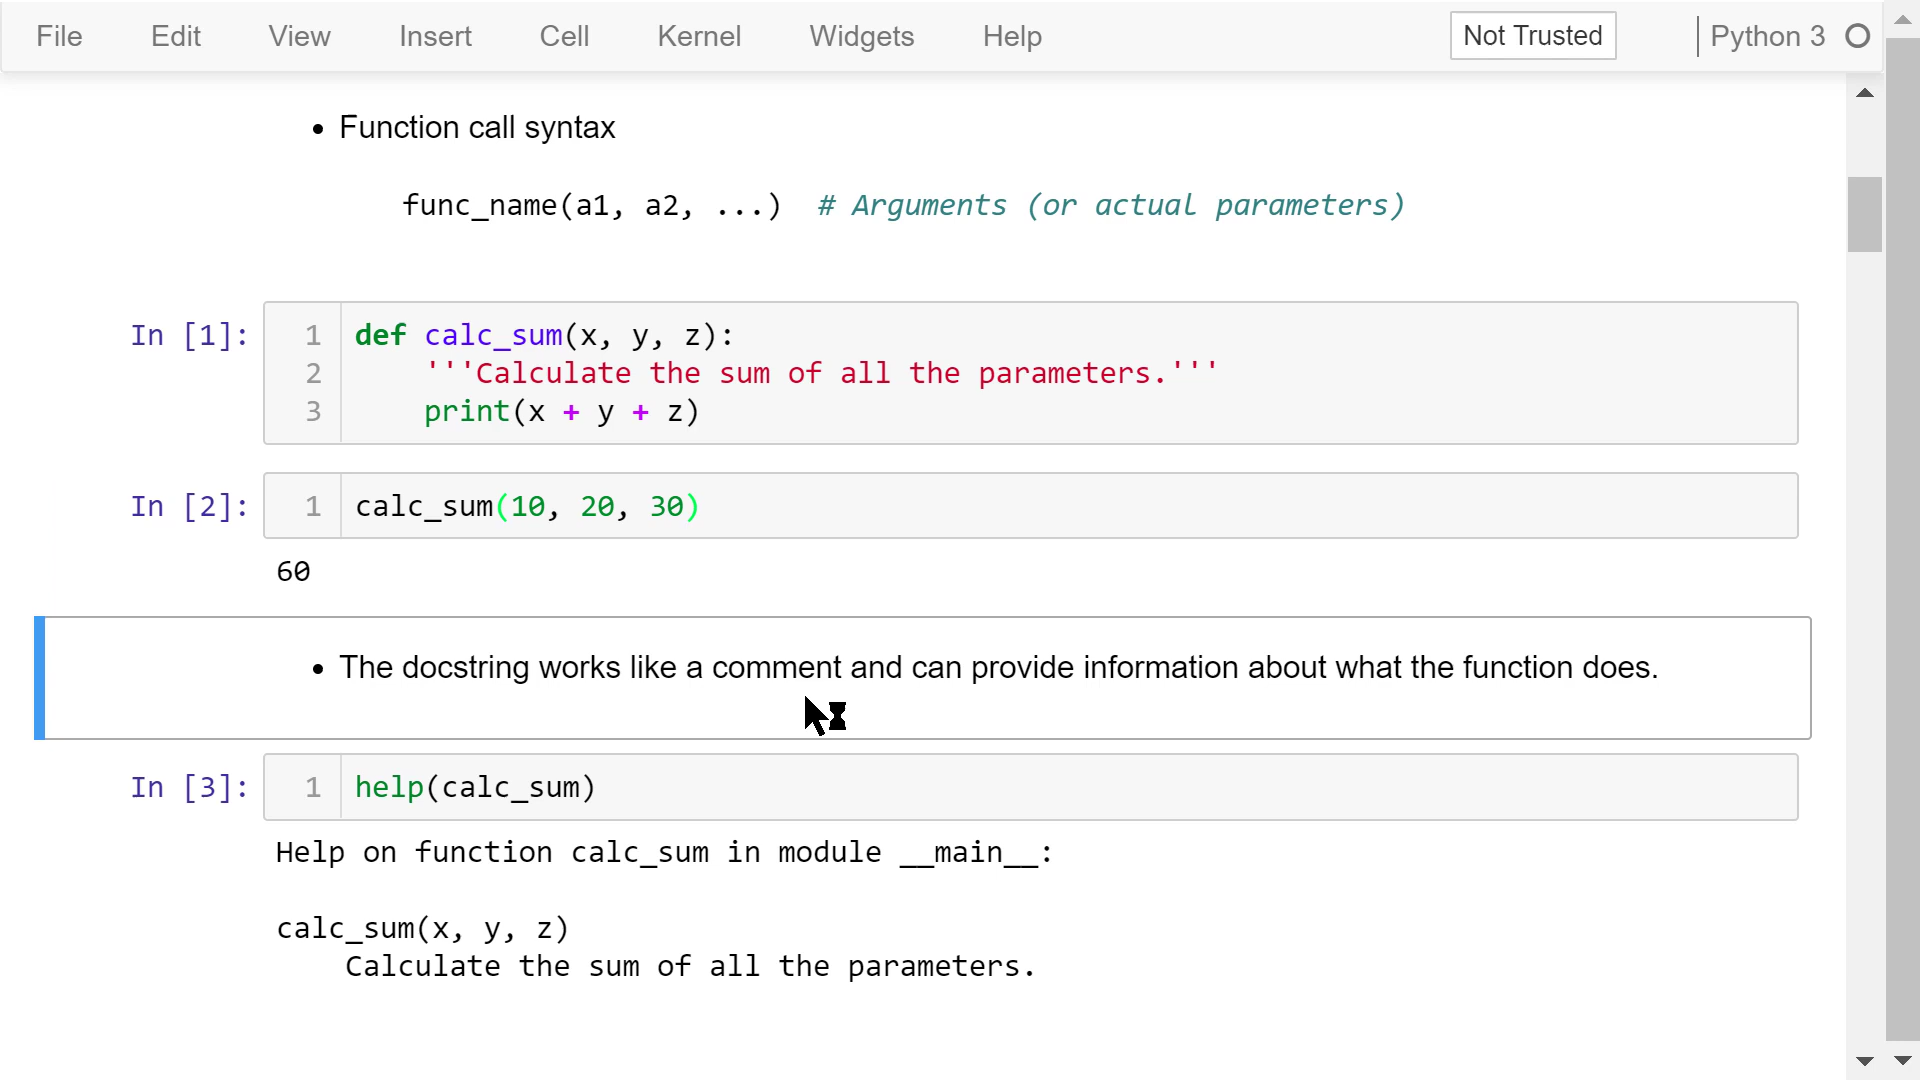 File Edit View Insert Cell Kernel Widgets Help Not Trusted Python 3
• Function call syntax
func_name(a1, a2, ...)  # Arguments (or actual parameters)
In [1]: 1 def calc_sum(x, y, z):
2     '''Calculate the sum of all the parameters.'''
3     print(x + y + z)
In [2]: 1 calc_sum(10, 20, 30)
60
• The docstring works like a comment and can provide information about what the function does.
In [3]: 1 help(calc_sum)
Help on function calc_sum in module __main__:
calc_sum(x, y, z)
    Calculate the sum of all the parameters.